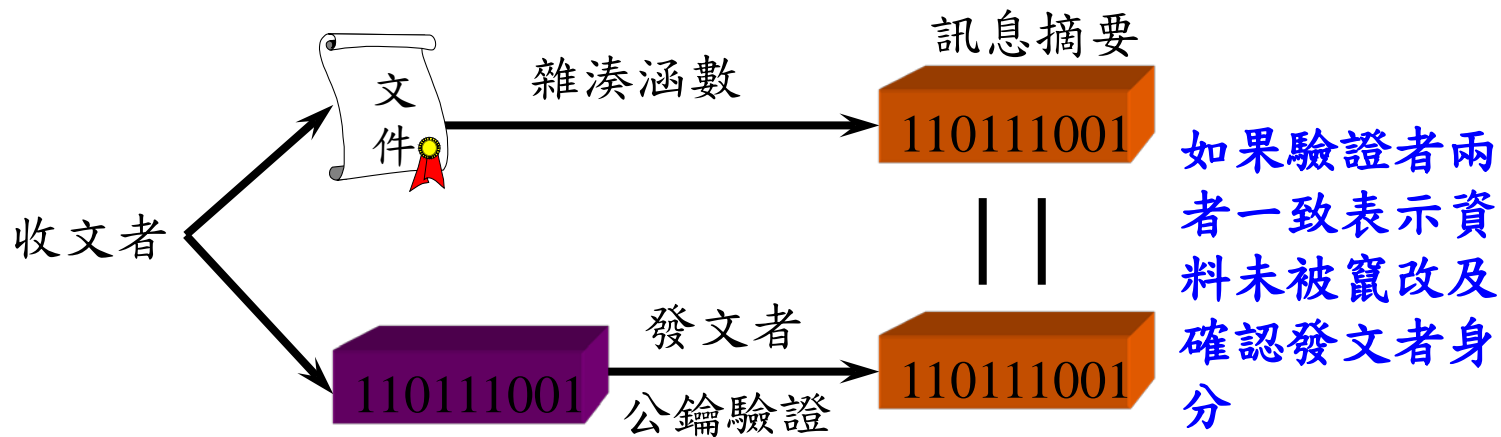 訊息摘要
文
件
雜湊涵數
110111001
收文者
110111001
發文者
公鑰驗證
110111001
如果驗證者兩
者一致表示資
料未被竄改及
確認發文者身
分